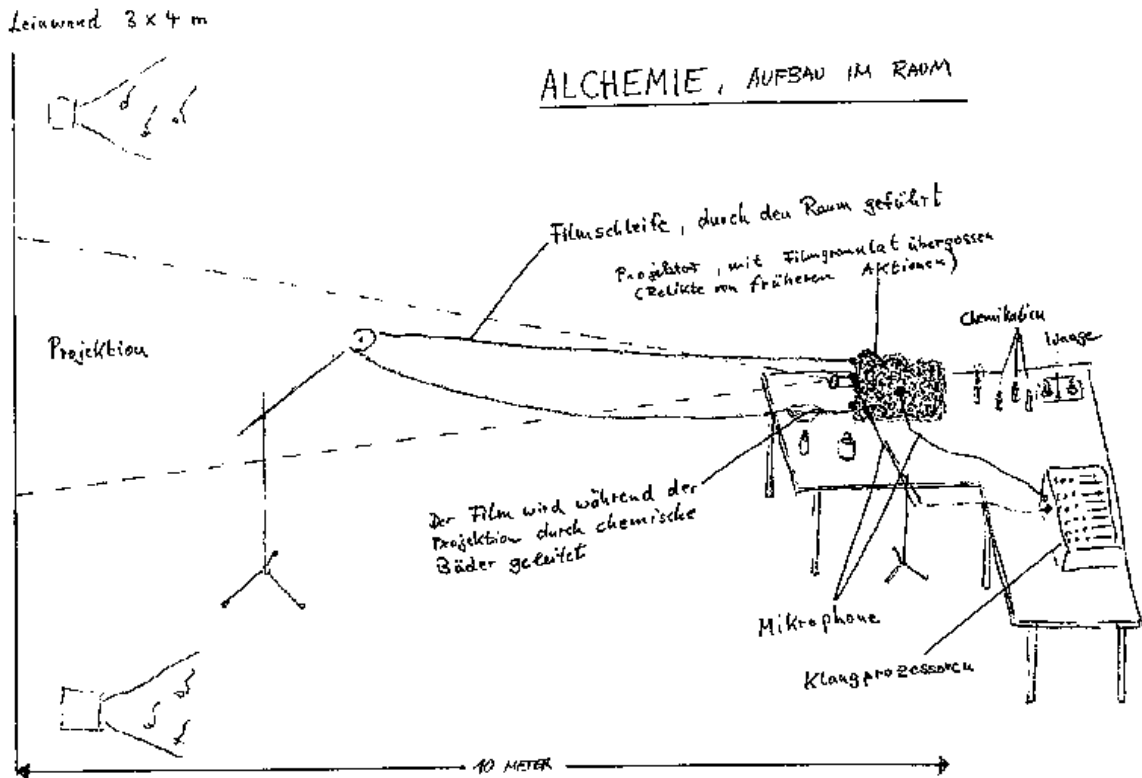 Leinwand 3 x 4 m
ALCHEMIE, AUFBAU IM RAUM
Filmschleife, durch den Raum geführt
Projektor, mit Filmgranulat übergossen
(Relikte von früheren Aktionen)
Chemikalien
Waage
Projektion
Der Film wird während der
Projektion durch chemische
Bäder geleitet
Mikrophone
Klangprozessoren
10 METER